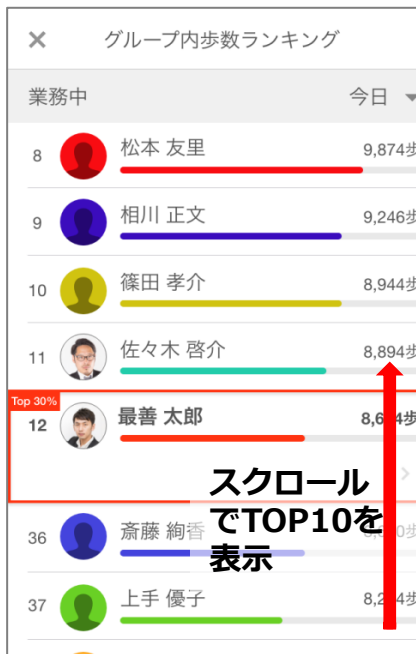 × グループ内歩数ランキング
業務中 今日
8 松本 友里 9,874歩
9 相川 正文 9,246歩
10 篠田 孝介 8,944歩
11 佐々木 啓介 8,894歩
Top 30%
12 最善 太郎
スクロール
でTOP10を
表示
36 斎藤 絢香
37 上手 優子